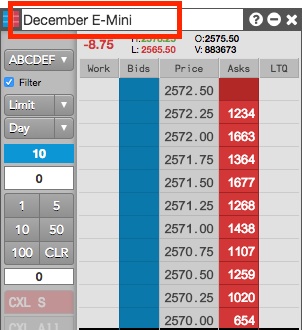 December E-Mini
-8.75 H: 2576.25 O:2575.50
L: 2565.50 V: 883673
ABCDEF Work Bids Price Asks LTQ
Filter 2572.50
Limit 2572.25 1234
Day 2572.00 1663
10 2571.75 1364
0 2571.50 1677
1 5 2571.25 1268
10 50 2571.00 1438
100 CLR 2570.75 1107
0 2570.50 1259
CXL S 2570.25 1020
CXL All 2570.00 654